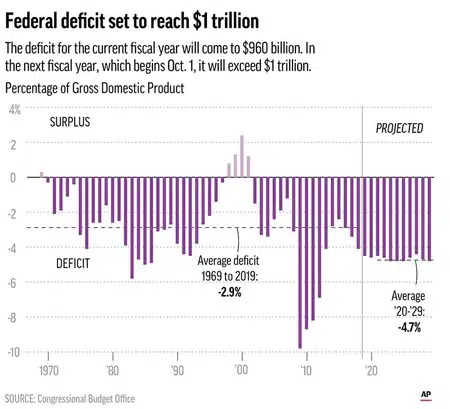 Federal deficit set to reach $1 trillion
The deficit for the current fiscal year will come to $960 billion. In
the next fiscal year, which begins Oct. 1, it will exceed $1 trillion.
Percentage of Gross Domestic Product
4%
SURPLUS
PROJECTED
2
0
-2
-4
DEFICIT
Average deficit
1969 to 2019:
-2.9%
Average
'20-'29:
-4.7%
-6
-8
-10
1970
'80
'90
'00
'10
'20
SOURCE: Congressional Budget Office
AP